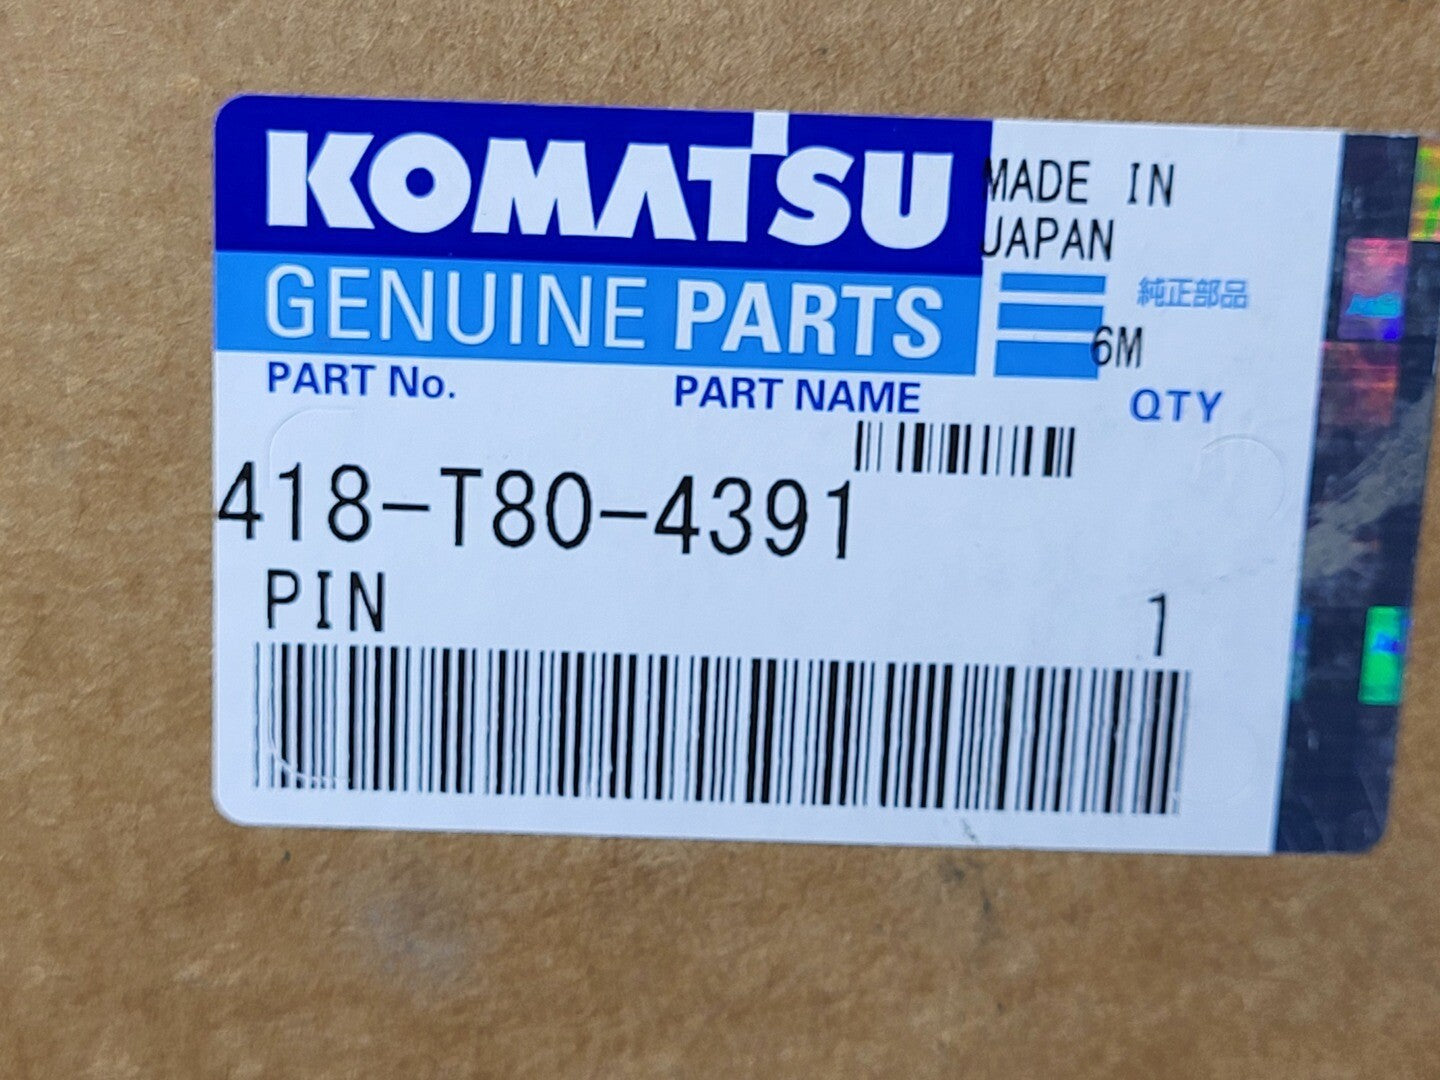 KOMATSU
MADE IN
JAPAN
GENUINE PARTS
純正部品
6M
PART No.
PART NAME
QTY
418-T80-4391
PIN
1